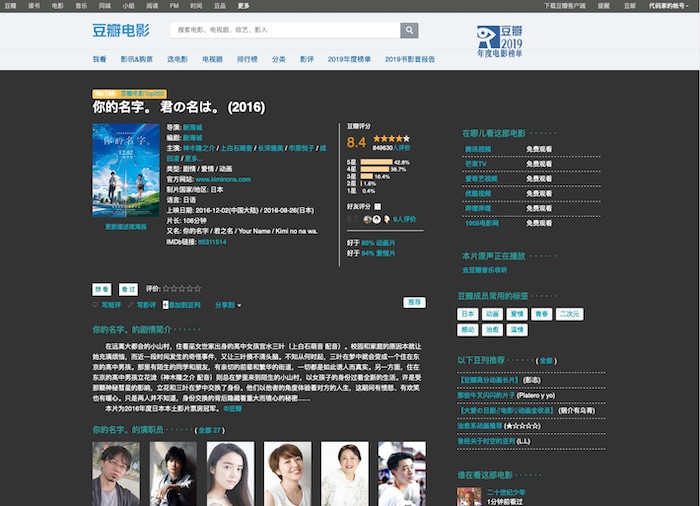 豆瓣 读书 电影 音乐 同城 小组 阅读 FM 时间 豆品 更多 下载豆瓣客户端 提醒 豆邮 代码家的帐号
豆瓣电影
搜索电影、电视剧、综艺、影人
豆瓣
2019
年度电影榜单
我看 影讯&购票 选电影 电视剧 排行榜 分类 影评 2019年度榜单 2019书影音报告
豆瓣电影Top250
你的名字。 君の名は。 (2016)
你的名字。
12.02
导演: 新海诚
编剧: 新海诚
主演: 神木隆之介 / 上白石萌音 / 长泽雅美 / 市原悦子 / 成
田凌 / 更多...
类型: 剧情 / 爱情 / 动画
官方网站: www.kiminona.com
制片国家/地区: 日本
语言: 日语
上映日期: 2016-12-02(中国大陆) / 2016-08-26(日本)
片长: 106分钟
又名: 你的名字 / 君之名 / Your Name / Kimi no na wa.
IMDb链接: tt5311514
更新描述或海报
豆瓣评分
8.4
849630人评价
5星 42.8%
4星 38.7%
3星 16.4%
2星 1.6%
1星 0.4%
好友评分
8.7 8人评价
好于 85% 动画片
好于 94% 爱情片
想看 看过 评价:
写短评 写影评 +添加到豆列 分享到 推荐
你的名字。的剧情简介 · · · · · ·
在远离大都会的小山村，住着巫女世家出身的高中女孩宫水三叶（上白石萌音 配音）。校园和家庭的原因本就让
她充满烦恼，而近一段时间发生的奇怪事件，又让三叶摸不清头脑。不知从何时起，三叶在梦中就会变成一个住在东
京的高中男孩。那里有陌生的同学和朋友，有亲切的前辈和繁华的街道，一切都是如此诱人而真实。另一方面，住在
东京的高中男孩立花泷（神木隆之介 配音）则总在梦里来到陌生的小山村，以女孩子的身份过着全新的生活。许是受
那颗神秘彗星的影响，立花和三叶在梦中交换了身份。他们以他者的角度体验着对方的人生，这期间有愤怒、有欢笑
也有暖心。只是两人并不知道，身份交换的背后隐藏着重大而锥心的秘密……
本片为2016年度日本本土影片票房冠军。 ©豆瓣
你的名字。的演职员 · · · · · · ( 全部 27 )
在哪儿看这部电影 · · · · · ·
腾讯视频 免费观看
芒果TV 免费观看
爱奇艺视频 免费观看
优酷视频 免费观看
哔哩哔哩 免费观看
1905电影网 免费观看
本片原声正在播放 · · · · · ·
去豆瓣音乐收听
豆瓣成员常用的标签 · · · · · ·
日本 动画 爱情 青春 二次元
感动 治愈 温情
以下豆列推荐 · · · · · · ( 全部 )
【豆瓣高分动画长片】 (影志)
那些年又闪闪的片子 (Platero y yo)
治愈系动画推荐 (★☆☆☆☆)
曾经关于时空的豆列 (L.L)
谁在看这部电影 · · · · · ·
二十世纪少年
1分钟前看过